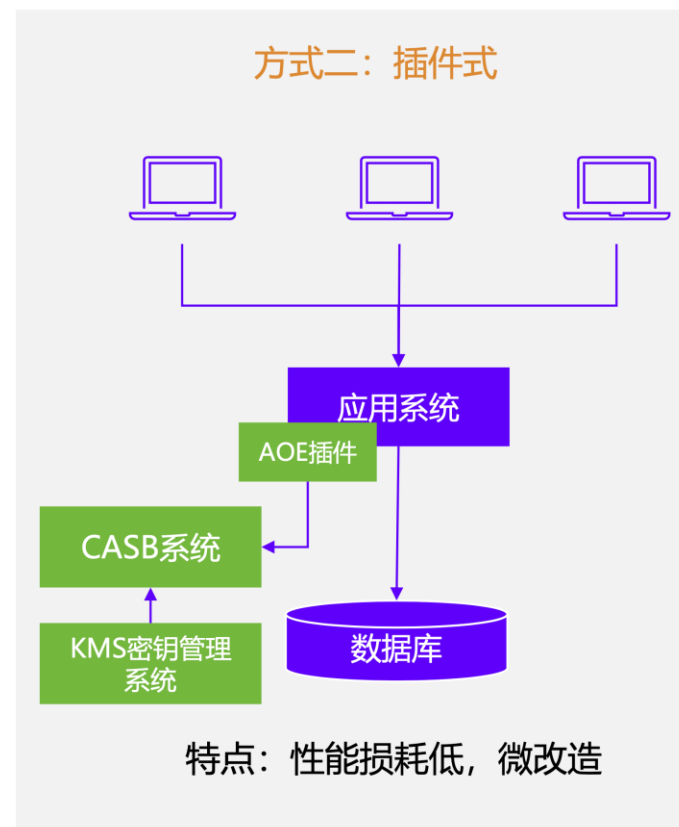 方式二：插件式
应用系统
AOE插件
CASB系统
KMS密钥管理
系统
数据库
特点：性能损耗低，微改造